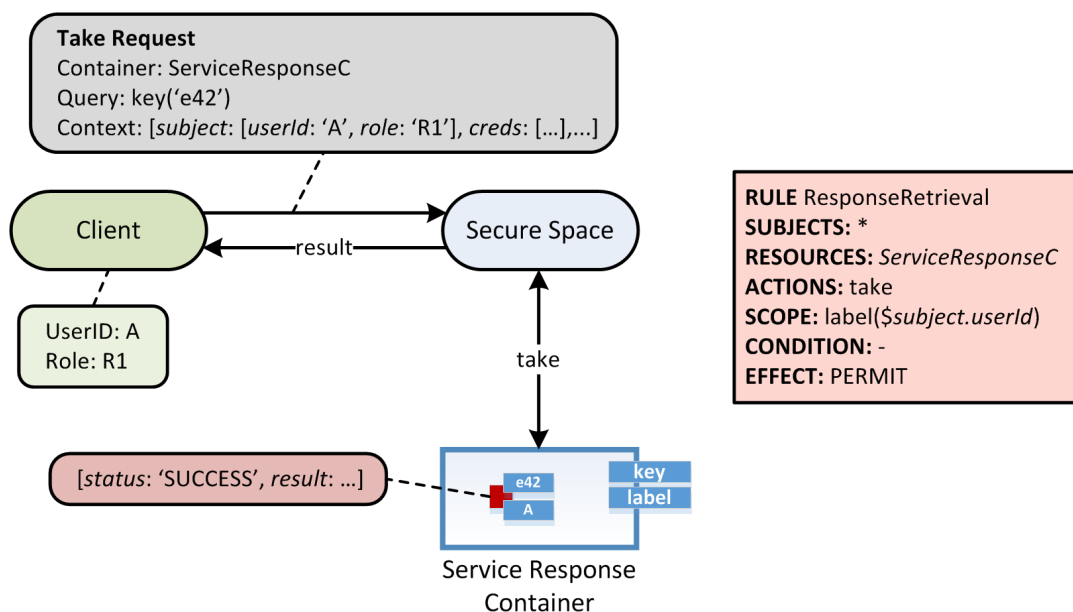 Take Request
Container: ServiceResponseC
Query: key(‘e42’)
Context: [subject: [userId: ‘A’, role: ‘R1’], creds: […],...]
Client
Secure Space
result
UserID: A
Role: R1
take
RULE ResponseRetrieval
SUBJECTS: *
RESOURCES: ServiceResponseC
ACTIONS: take
SCOPE: label($subject.userId)
CONDITION: -
EFFECT: PERMIT
[status: ‘SUCCESS’, result: …]
e42
A
key
label
Service Response
Container